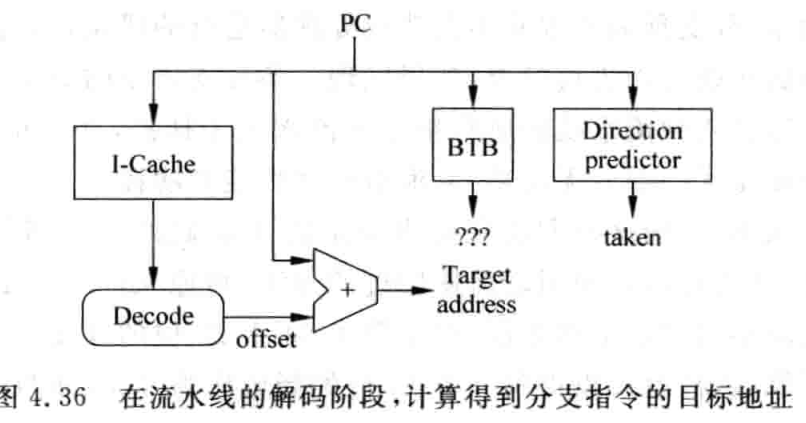 PC
I-Cache
BTB
Direction
predictor
???
taken
Target
address
+
Decode
offset
图 4.36 在流水线的解码阶段,计算得到分支指令的目标地址